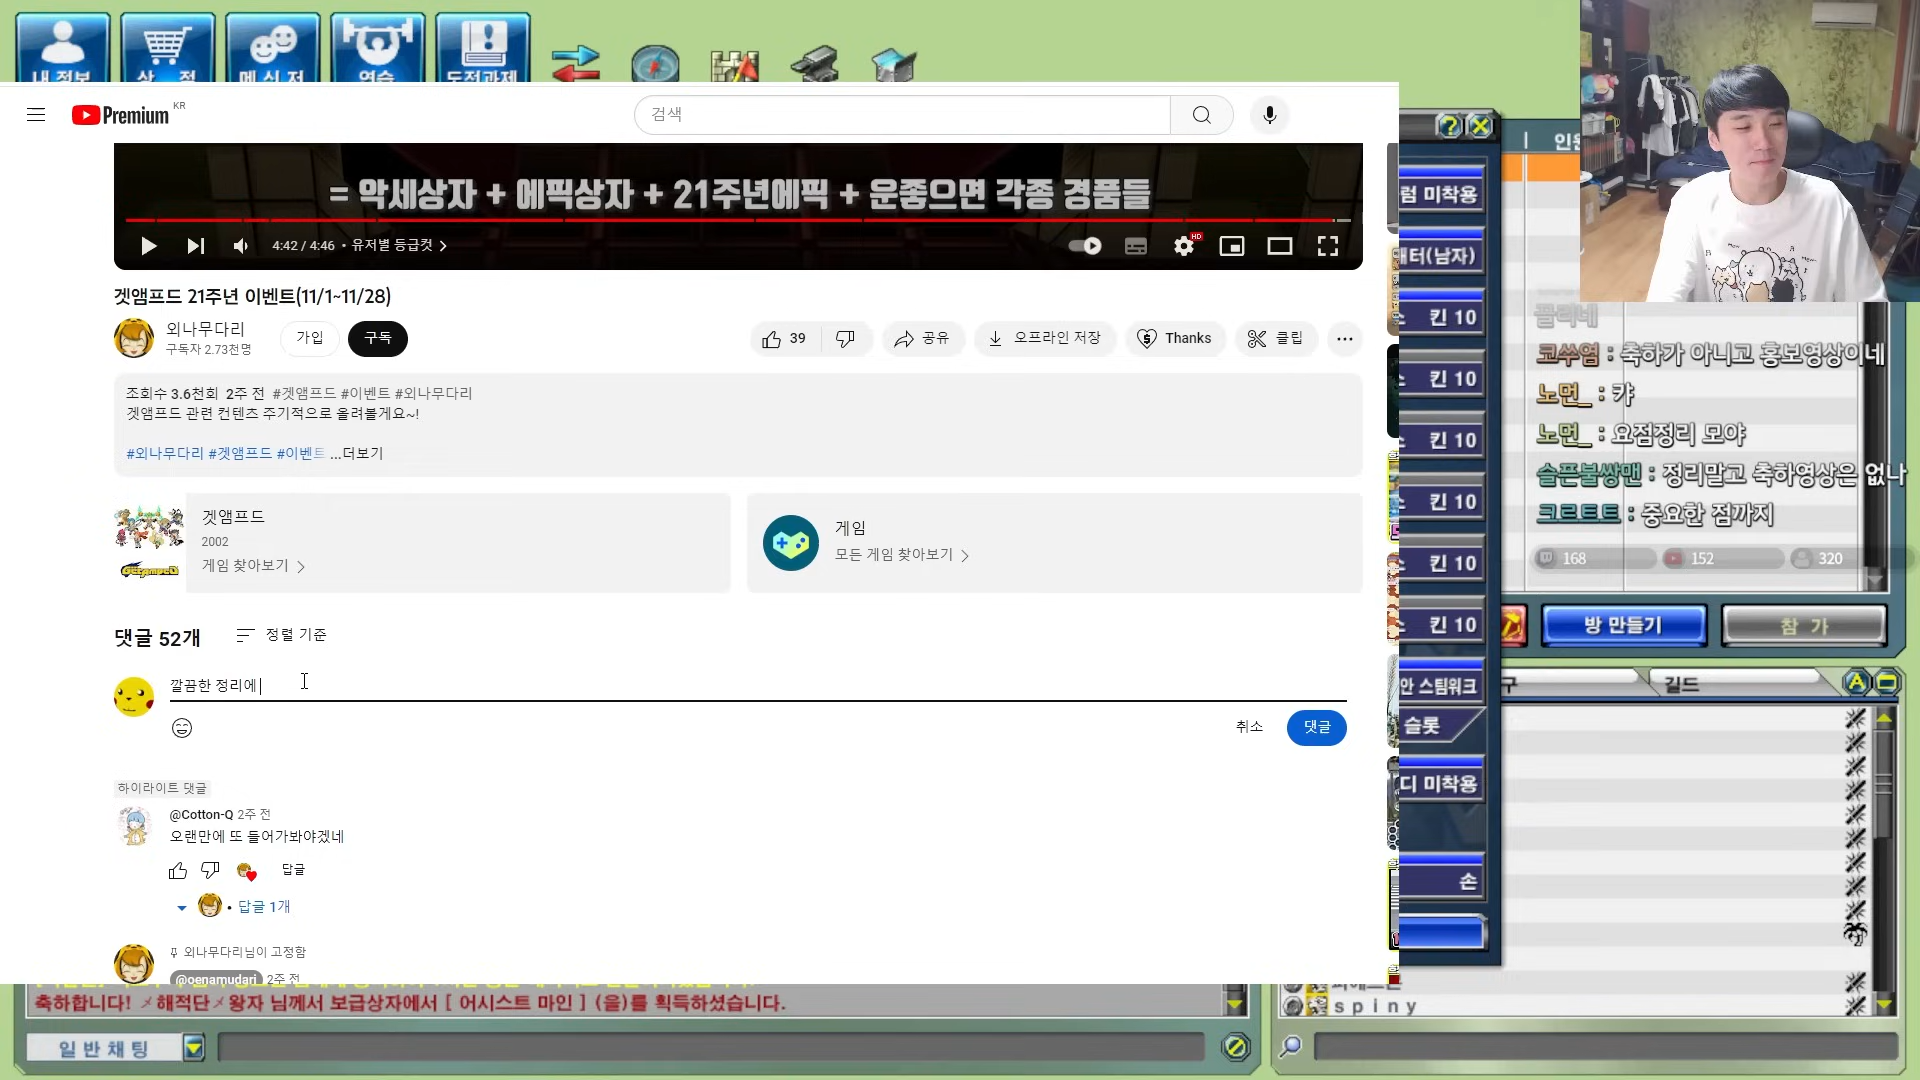 내 정보
상 점
메 신 저
연습
도전과제
Premium KR
검색
= 악세상자 + 에픽상자 + 21주년에픽 + 운좋으면 각종 경품들
4:42 / 4:46 • 유저별 등급컷
HD
겟앰프드 21주년 이벤트(11/1~11/28)
외나무다리
구독자 2.73천명
가입
구독
39
공유
오프라인 저장
Thanks
클립
조회수 3.6천회 2주 전 #겟앰프드 #이벤트 #외나무다리
겟앰프드 관련 컨텐츠 주기적으로 올려볼게요~!
#외나무다리 #겟앰프드 #이벤트 ...더보기
겟앰프드
2002
게임 찾아보기
GetAmped
게임
모든 게임 찾아보기
댓글 52개
정렬 기준
깔끔한 정리에
취소
댓글
하이라이트 댓글
@Cotton-Q 2주 전
오랜만에 또 들어가봐야겠네
답글
• 답글 1개
외나무다리님이 고정함
@oenamudari 2주 전
럼 미착용
터(남자)
킨 10
킨 10
킨 10
킨 10
킨 10
킨 10
안 스팀워크
슬롯
디 미착용
손
끌리네
코쑤염 : 축하가 아니고 홍보영상이네
노먼_ : 캬
노먼_ : 요점정리 모야
슬픈불쌍맨 : 정리말고 축하영상은 없나
크르트트 : 중요한 점까지
168
152
320
방 만들기
참 가
구
길드
축하합니다! 〆해적단〆왕자 님께서 보급상자에서 [ 어시스트 마인 ] (을)를 획득하셨습니다.
spiny
일 반 채 팅